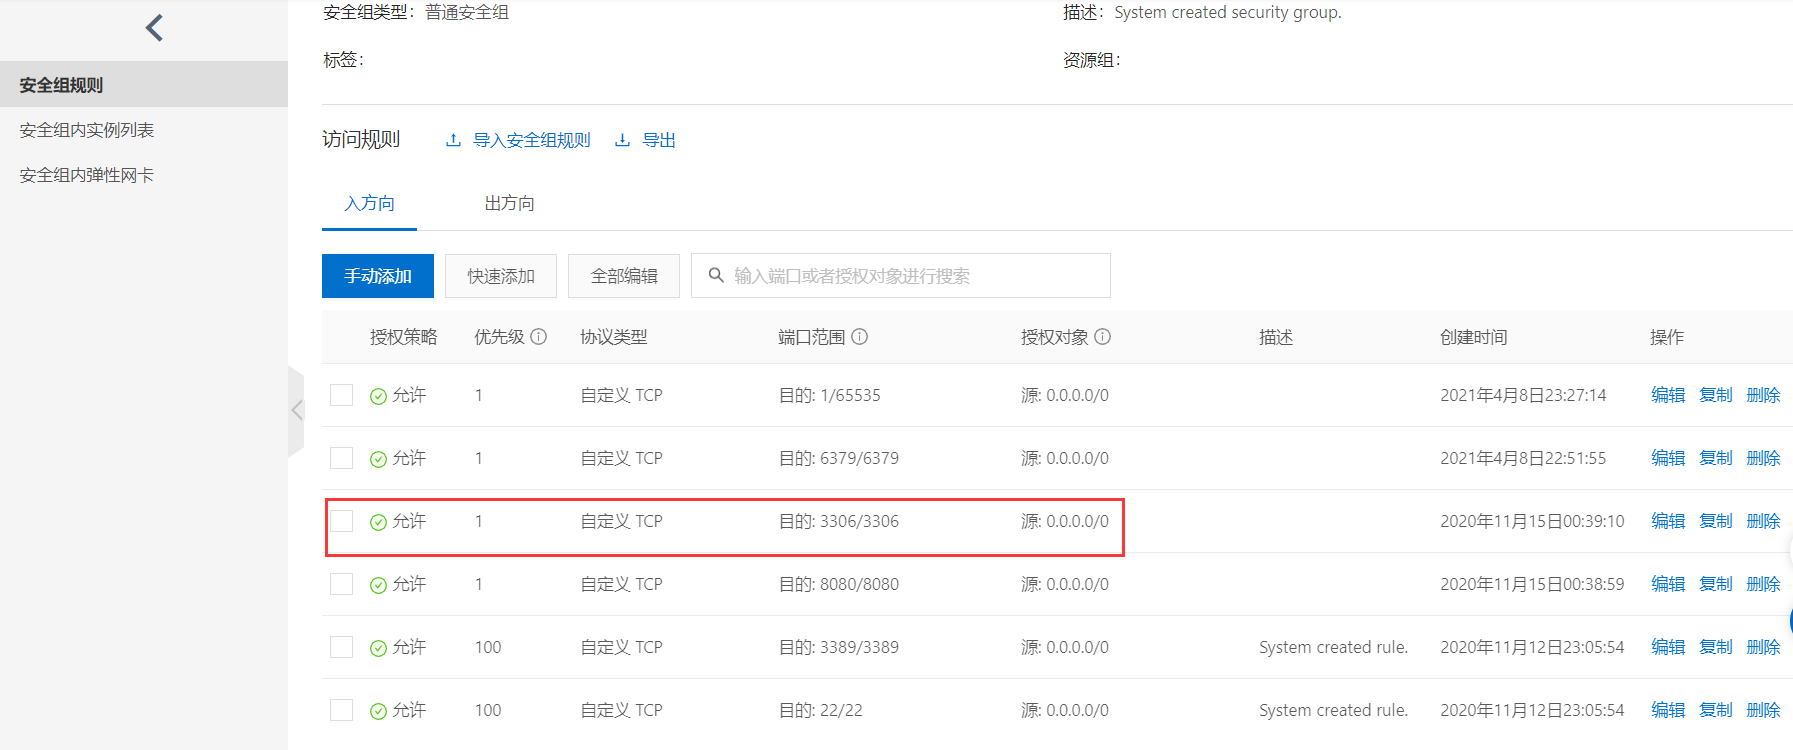 安全组类型：普通安全组 描述：System created security group.
标签： 资源组：
安全组规则
安全组内实例列表
安全组内弹性网卡
访问规则 导入安全组规则 导出
入方向 出方向
手动添加 快速添加 全部编辑 输入端口或者授权对象进行搜索
授权策略 优先级 协议类型 端口范围 授权对象 描述 创建时间 操作
允许 1 自定义 TCP 目的: 1/65535 源: 0.0.0.0/0 2021年4月8日23:27:14 编辑 复制 删除
允许 1 自定义 TCP 目的: 6379/6379 源: 0.0.0.0/0 2021年4月8日22:51:55 编辑 复制 删除
允许 1 自定义 TCP 目的: 3306/3306 源: 0.0.0.0/0 2020年11月15日00:39:10 编辑 复制 删除
允许 1 自定义 TCP 目的: 8080/8080 源: 0.0.0.0/0 2020年11月15日00:38:59 编辑 复制 删除
允许 100 自定义 TCP 目的: 3389/3389 源: 0.0.0.0/0 System created rule. 2020年11月12日23:05:54 编辑 复制 删除
允许 100 自定义 TCP 目的: 22/22 源: 0.0.0.0/0 System created rule. 2020年11月12日23:05:54 编辑 复制 删除